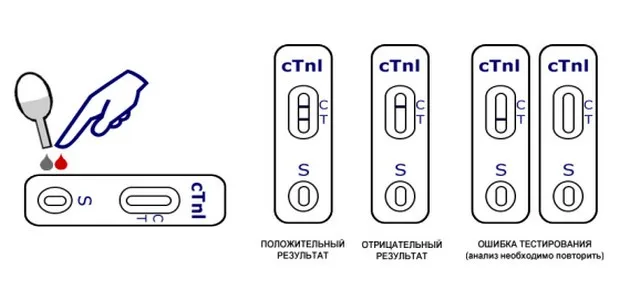 cTnI
C
T
S
ПОЛОЖИТЕЛЬНЫЙ
РЕЗУЛЬТАТ
cTnI
C
T
S
ОТРИЦАТЕЛЬНЫЙ
РЕЗУЛЬТАТ
cTnI
C
T
S
cTnI
C
T
S
ОШИБКА ТЕСТИРОВАНИЯ
(анализ необходимо повторить)
S
C
T
cTnI